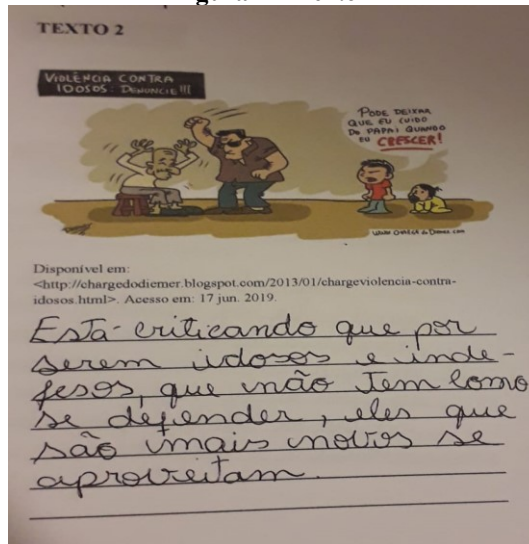 TEXTO 2
VIOLÊNCIA CONTRA
IDOSOS: DENUNCIE!!!
PODE DEIXAR
QUE EU CUIDO
DO PAPAI QUANDO
EU CRESCER!
Disponível em:
<http://chargedodiemer.blogspot.com/2013/01/chargeviolencia-contra-
idosos.html>. Acesso em: 17 jun. 2019.
Está criticando que por
serem idosos e inde-
fesos, que não tem como
se defender, eles que
são mais novos se
aproveitam.